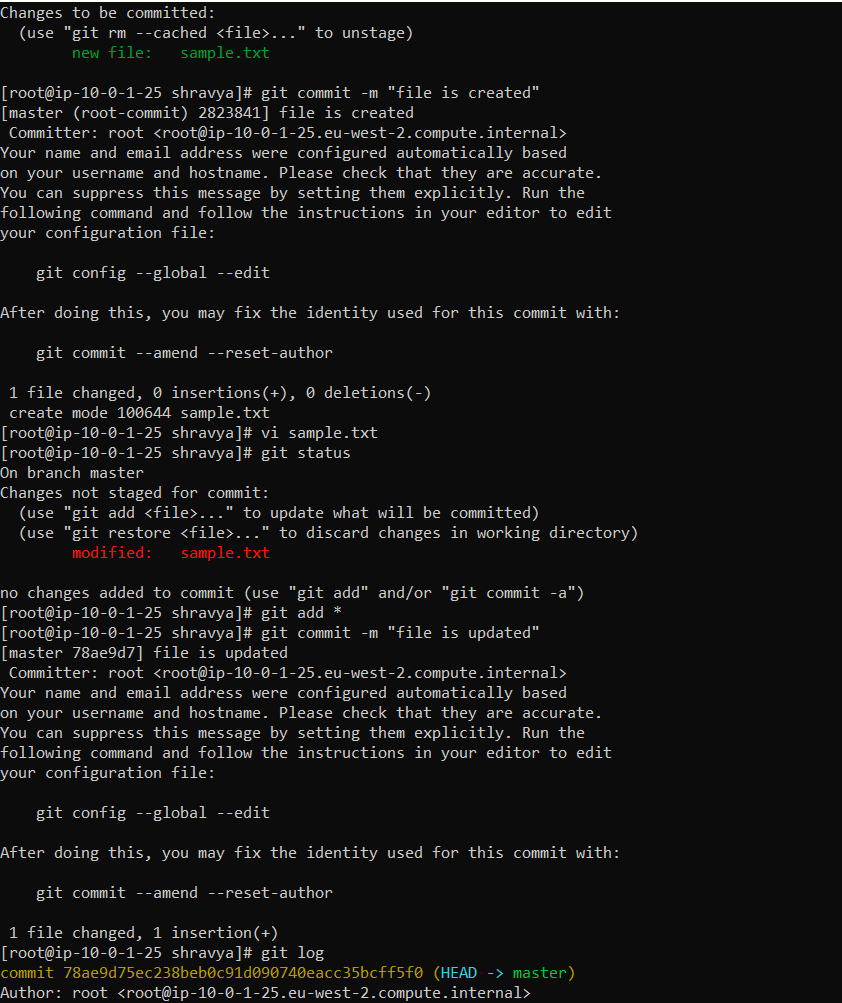 Changes to be committed:
  (use "git rm --cached <file>..." to unstage)
        new file:   sample.txt

[root@ip-10-0-1-25 shravya]# git commit -m "file is created"
[master (root-commit) 2823841] file is created
 Committer: root <root@ip-10-0-1-25.eu-west-2.compute.internal>
Your name and email address were configured automatically based
on your username and hostname. Please check that they are accurate.
You can suppress this message by setting them explicitly. Run the
following command and follow the instructions in your editor to edit
your configuration file:

    git config --global --edit

After doing this, you may fix the identity used for this commit with:

    git commit --amend --reset-author

 1 file changed, 0 insertions(+), 0 deletions(-)
 create mode 100644 sample.txt
[root@ip-10-0-1-25 shravya]# vi sample.txt
[root@ip-10-0-1-25 shravya]# git status
On branch master
Changes not staged for commit:
  (use "git add <file>..." to update what will be committed)
  (use "git restore <file>..." to discard changes in working directory)
        modified:   sample.txt

no changes added to commit (use "git add" and/or "git commit -a")
[root@ip-10-0-1-25 shravya]# git add *
[root@ip-10-0-1-25 shravya]# git commit -m "file is updated"
[master 78ae9d7] file is updated
 Committer: root <root@ip-10-0-1-25.eu-west-2.compute.internal>
Your name and email address were configured automatically based
on your username and hostname. Please check that they are accurate.
You can suppress this message by setting them explicitly. Run the
following command and follow the instructions in your editor to edit
your configuration file:

    git config --global --edit

After doing this, you may fix the identity used for this commit with:

    git commit --amend --reset-author

 1 file changed, 1 insertion(+)
[root@ip-10-0-1-25 shravya]# git log
commit 78ae9d75ec238beb0c91d090740eacc35bcff5f0 (HEAD -> master)
Author: root <root@ip-10-0-1-25.eu-west-2.compute.internal>